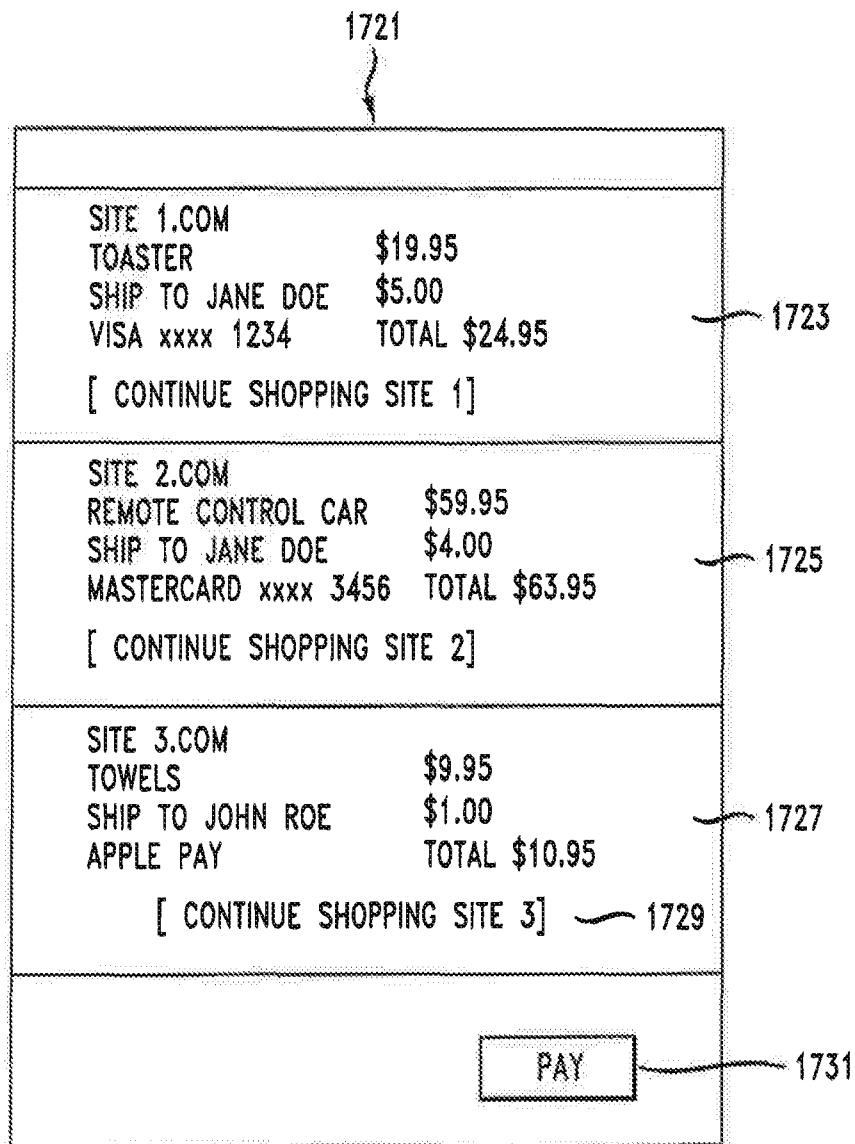 1721
SITE 1.COM
TOASTER $19.95
SHIP TO JANE DOE $5.00
VISA xxxx 1234 TOTAL $24.95
1723
[ CONTINUE SHOPPING SITE 1]
SITE 2.COM
REMOTE CONTROL CAR $59.95
SHIP TO JANE DOE $4.00
1725
MASTERCARD xxxx 3456 TOTAL $63.95
[ CONTINUE SHOPPING SITE 2]
SITE 3.COM
TOWELS $9.95
SHIP TO JOHN ROE $1.00
1727
APPLE PAY TOTAL $10.95
[ CONTINUE SHOPPING SITE 3] 1729
PAY 1731